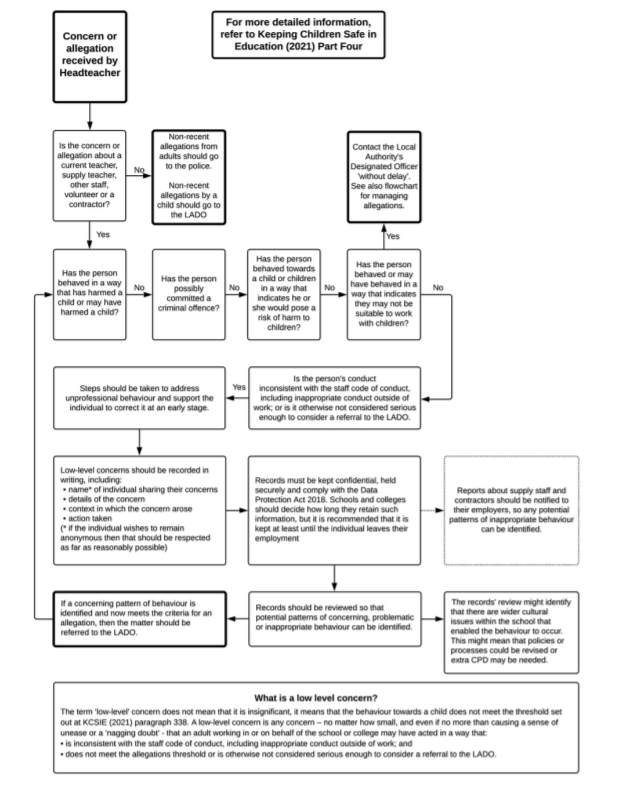 Concern or
allegation
received by
Headteacher
For more detailed information,
refer to Keeping Children Safe in
Education (2021) Part Four
Is the concern or
allegation about a
current teacher,
supply teacher,
other staff,
volunteer or a
contractor?
No
Non-recent
allegations from
adults should go
to the police.
Non-recent
allegations by a
child should go to
the LADO
Contact the Local
Authority's
Designated Officer
'without delay'.
See also flowchart
for managing
allegations.
Yes
Yes
Has the person
behaved in a way
that has harmed a
child or may have
harmed a child?
No
Has the person
possibly
committed a
criminal offence?
No
Has the person
behaved towards
a child or children
in a way that
indicates he or
she would pose a
risk of harm to
children?
No
Has the person
behaved or may
have behaved in a
way that indicates
they may not be
suitable to work
with children?
No
Steps should be taken to address
unprofessional behaviour and support the
individual to correct it at an early stage.
Yes
Is the person's conduct
inconsistent with the staff code of conduct,
including inappropriate conduct outside of
work; or is it otherwise not considered serious
enough to consider a referral to the LADO.
Low-level concerns should be recorded in
writing, including:
• name* of individual sharing their concerns
• details of the concern
• context in which the concern arose
• action taken
(* if the individual wishes to remain
anonymous then that should be respected
as far as reasonably possible)
Records must be kept confidential, held
securely and comply with the Data
Protection Act 2018. Schools and colleges
should decide how long they retain such
information, but it is recommended that it is
kept at least until the individual leaves their
employment
Reports about supply staff and
contractors should be notified to
their employers, so any potential
patterns of inappropriate behaviour
can be identified.
If a concerning pattern of behaviour is
identified and now meets the criteria for an
allegation, then the matter should be
referred to the LADO.
Records should be reviewed so that
potential patterns of concerning, problematic
or inappropriate behaviour can be identified.
The records' review might identify
that there are wider cultural
issues within the school that
enabled the behaviour to occur.
This might mean that policies or
processes could be revised or
extra CPD may be needed.
What is a low level concern?
The term 'low-level' concern does not mean that it is insignificant, it means that the behaviour towards a child does not meet the threshold set
out at KCSIE (2021) paragraph 338. A low-level concern is any concern – no matter how small, and even if no more than causing a sense of
unease or a 'nagging doubt' - that an adult working in or on behalf of the school or college may have acted in a way that:
• is inconsistent with the staff code of conduct, including inappropriate conduct outside of work; and
• does not meet the allegations threshold or is otherwise not considered serious enough to consider a referral to the LADO.